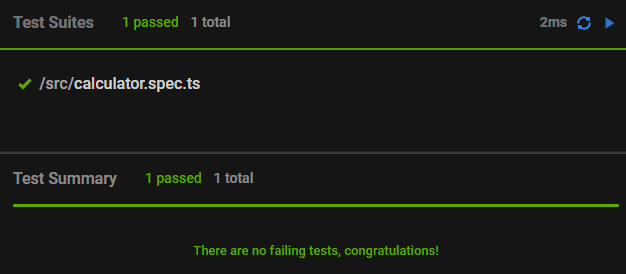 Test Suites 1 passed 1 total 2ms
/src/calculator.spec.ts
Test Summary 1 passed 1 total
There are no failing tests, congratulations!